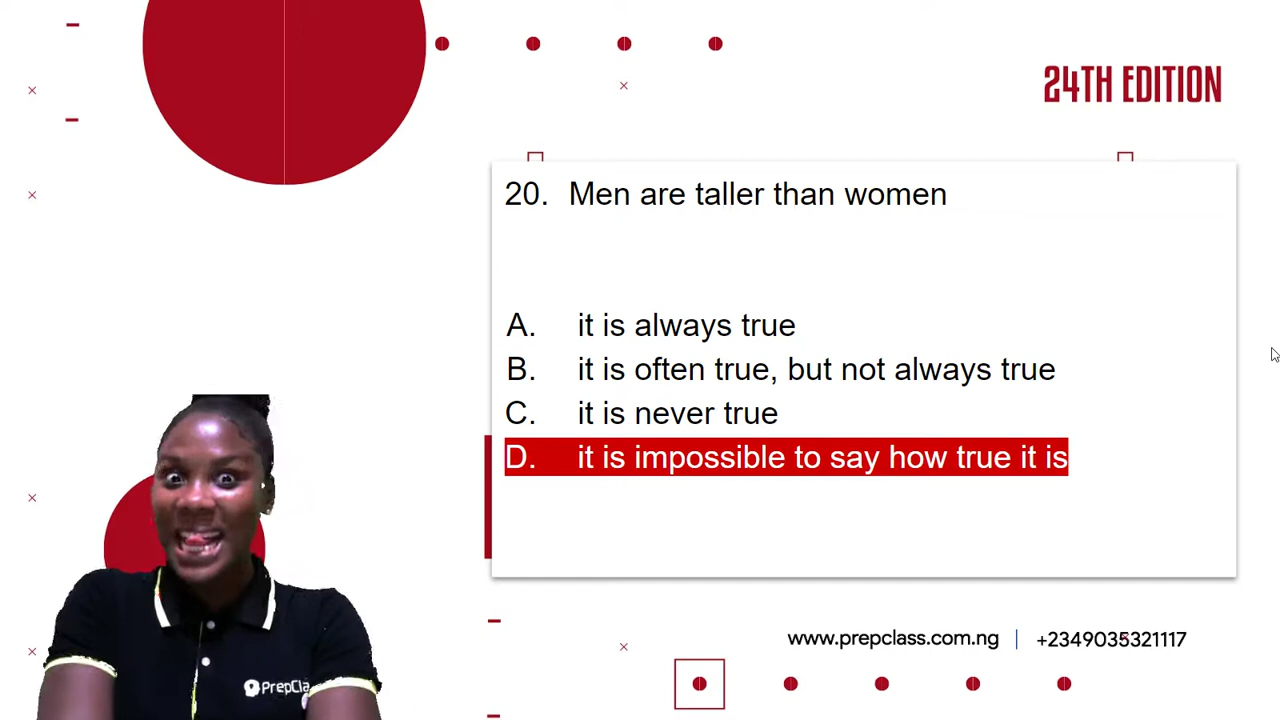 24TH EDITION
20. Men are taller than women
A. it is always true
B. it is often true, but not always true
C. it is never true
D. it is impossible to say how true it is
PrepCla
www.prepclass.com.ng | +2349035321117